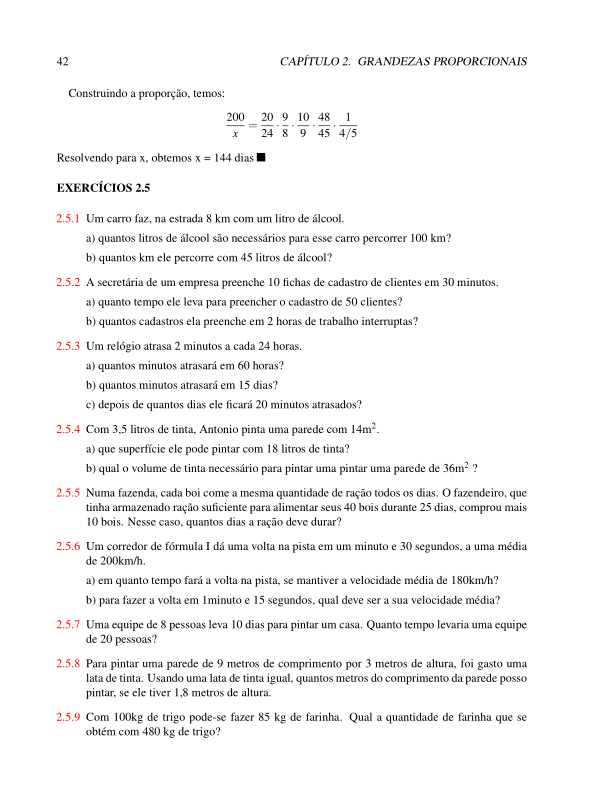 42 CAPÍTULO 2. GRANDEZAS PROPORCIONAIS
Construindo a proporção, temos:
200/x = 20/24 · 9/8 · 10/9 · 48/45 · 1/(4/5)
Resolvendo para x, obtemos x = 144 dias ■
EXERCÍCIOS 2.5
2.5.1 Um carro faz, na estrada 8 km com um litro de álcool.
a) quantos litros de álcool são necessários para esse carro percorrer 100 km?
b) quantos km ele percorre com 45 litros de álcool?
2.5.2 A secretária de um empresa preenche 10 fichas de cadastro de clientes em 30 minutos.
a) quanto tempo ele leva para preencher o cadastro de 50 clientes?
b) quantos cadastros ela preenche em 2 horas de trabalho interruptas?
2.5.3 Um relógio atrasa 2 minutos a cada 24 horas.
a) quantos minutos atrasará em 60 horas?
b) quantos minutos atrasará em 15 dias?
c) depois de quantos dias ele ficará 20 minutos atrasados?
2.5.4 Com 3,5 litros de tinta, Antonio pinta uma parede com 14m².
a) que superfície ele pode pintar com 18 litros de tinta?
b) qual o volume de tinta necessário para pintar uma pintar uma parede de 36m² ?
2.5.5 Numa fazenda, cada boi come a mesma quantidade de ração todos os dias. O fazendeiro, que
tinha armazenado ração suficiente para alimentar seus 40 bois durante 25 dias, comprou mais
10 bois. Nesse caso, quantos dias a ração deve durar?
2.5.6 Um corredor de fórmula I dá uma volta na pista em um minuto e 30 segundos, a uma média
de 200km/h.
a) em quanto tempo fará a volta na pista, se mantiver a velocidade média de 180km/h?
b) para fazer a volta em 1minuto e 15 segundos, qual deve ser a sua velocidade média?
2.5.7 Uma equipe de 8 pessoas leva 10 dias para pintar um casa. Quanto tempo levaria uma equipe
de 20 pessoas?
2.5.8 Para pintar uma parede de 9 metros de comprimento por 3 metros de altura, foi gasto uma
lata de tinta. Usando uma lata de tinta igual, quantos metros do comprimento da parede posso
pintar, se ele tiver 1,8 metros de altura.
2.5.9 Com 100kg de trigo pode-se fazer 85 kg de farinha. Qual a quantidade de farinha que se
obtém com 480 kg de trigo?